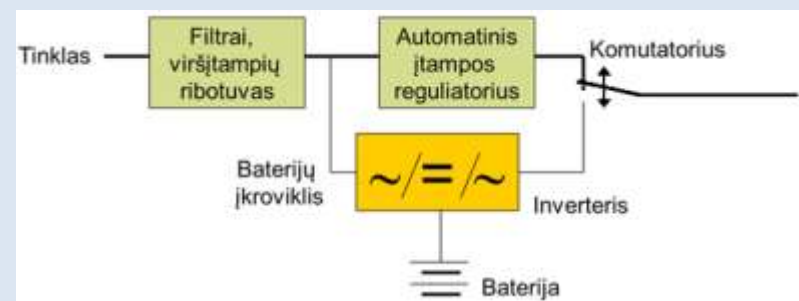 Tinklas
Filtrai,
viršįtampių
ribotuvas
Automatinis
įtampos
reguliatorius
Komutatorius
Baterijų
įkroviklis
~/=/~
Inverteris
Baterija